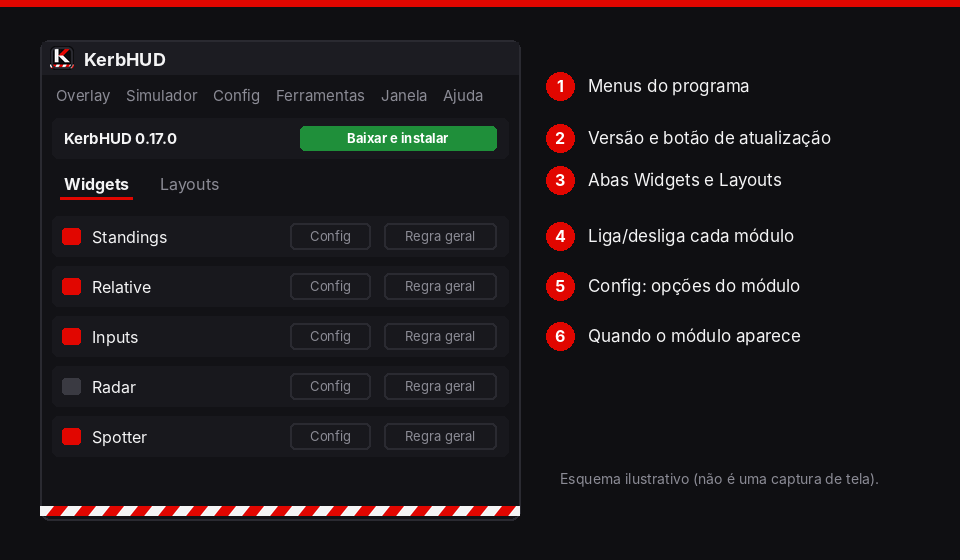 K KerbHUD
Overlay Simulador Config Ferramentas Janela Ajuda
KerbHUD 0.17.0 Baixar e instalar
Widgets Layouts
Standings Config Regra geral
Relative Config Regra geral
Inputs Config Regra geral
Radar Config Regra geral
Spotter Config Regra geral
1 Menus do programa
2 Versão e botão de atualização
3 Abas Widgets e Layouts
4 Liga/desliga cada módulo
5 Config: opções do módulo
6 Quando o módulo aparece
Esquema ilustrativo (não é uma captura de tela).